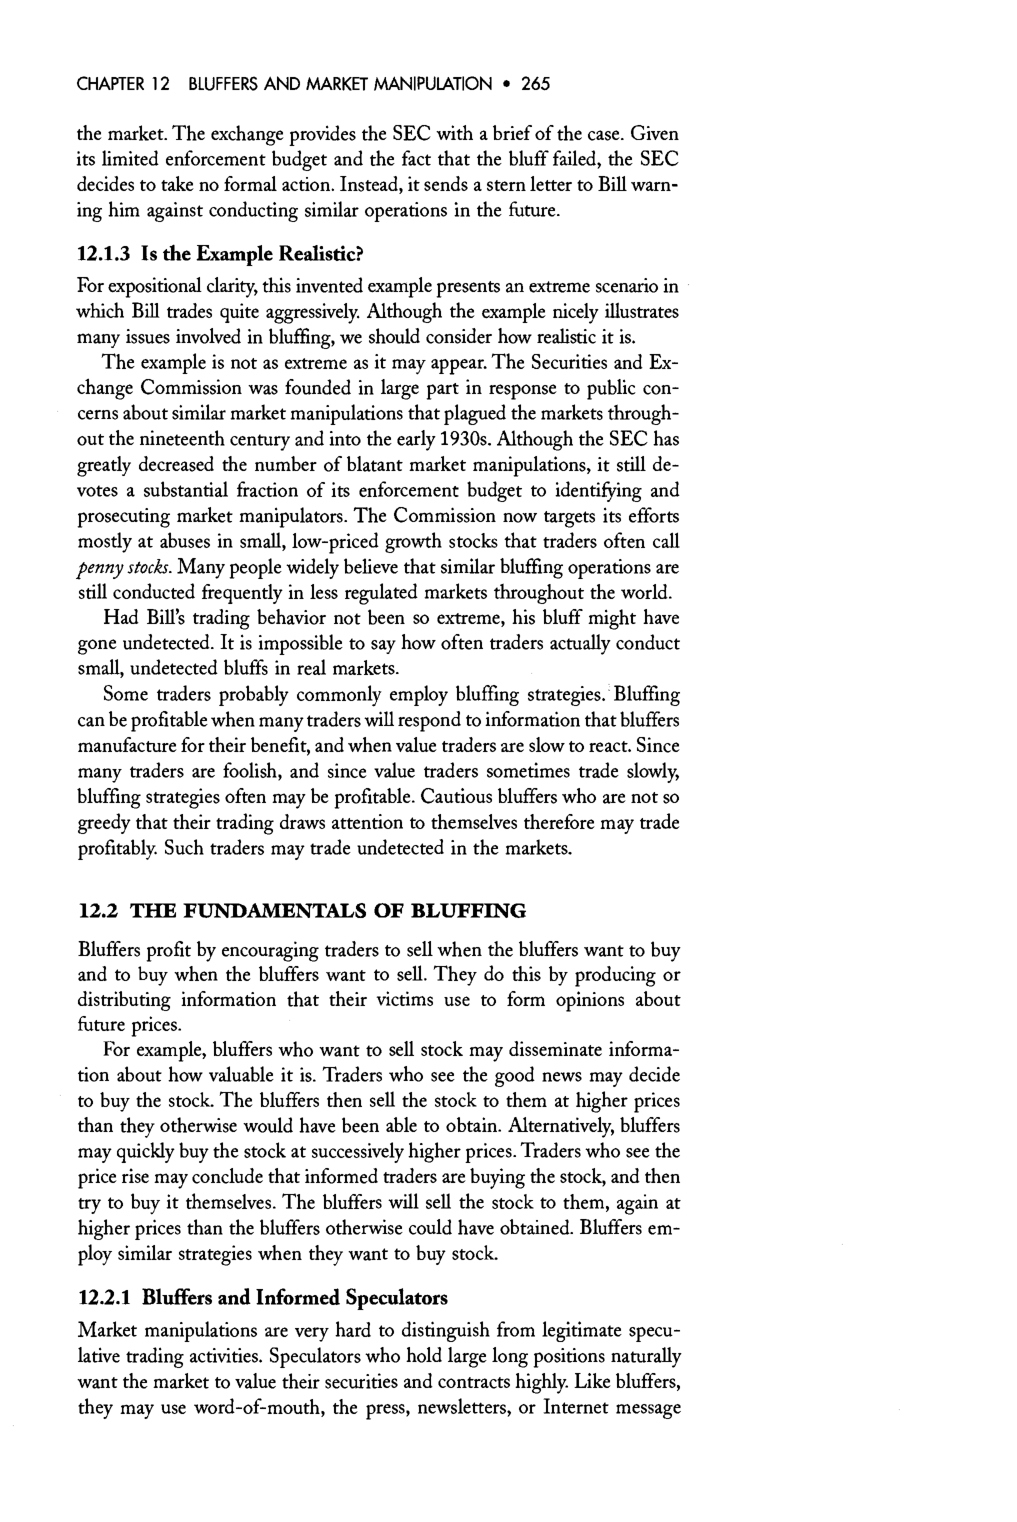 CHAPTER 12 BLUFFERS AND MARKET MANIPULATION • 265
the market. The exchange provides the SEC with a brief of the case. Given
its limited enforcement budget and the fact that the bluff failed, the SEC
decides to take no formal action. Instead, it sends a stern letter to Bill warn-
ing him against conducting similar operations in the future.
12.1.3 Is the Example Realistic?
For expositional clarity, this invented example presents an extreme scenario in
which Bill trades quite aggressively. Although the example nicely illustrates
many issues involved in bluffing, we should consider how realistic it is.
The example is not as extreme as it may appear. The Securities and Ex-
change Commission was founded in large part in response to public con-
cerns about similar market manipulations that plagued the markets through-
out the nineteenth century and into the early 1930s. Although the SEC has
greatly decreased the number of blatant market manipulations, it still de-
votes a substantial fraction of its enforcement budget to identifying and
prosecuting market manipulators. The Commission now targets its efforts
mostly at abuses in small, low-priced growth stocks that traders often call
penny stocks. Many people widely believe that similar bluffing operations are
still conducted frequently in less regulated markets throughout the world.
Had Bill's trading behavior not been so extreme, his bluff might have
gone undetected. It is impossible to say how often traders actually conduct
small, undetected bluffs in real markets.
Some traders probably commonly employ bluffing strategies. Bluffing
can be profitable when many traders will respond to information that bluffers
manufacture for their benefit, and when value traders are slow to react. Since
many traders are foolish, and since value traders sometimes trade slowly,
bluffing strategies often may be profitable. Cautious bluffers who are not so
greedy that their trading draws attention to themselves therefore may trade
profitably. Such traders may trade undetected in the markets.
12.2 THE FUNDAMENTALS OF BLUFFING
Bluffers profit by encouraging traders to sell when the bluffers want to buy
and to buy when the bluffers want to sell. They do this by producing or
distributing information that their victims use to form opinions about
future prices.
For example, bluffers who want to sell stock may disseminate informa-
tion about how valuable it is. Traders who see the good news may decide
to buy the stock. The bluffers then sell the stock to them at higher prices
than they otherwise would have been able to obtain. Alternatively, bluffers
may quickly buy the stock at successively higher prices. Traders who see the
price rise may conclude that informed traders are buying the stock, and then
try to buy it themselves. The bluffers will sell the stock to them, again at
higher prices than the bluffers otherwise could have obtained. Bluffers em-
ploy similar strategies when they want to buy stock.
12.2.1 Bluffers and Informed Speculators
Market manipulations are very hard to distinguish from legitimate specu-
lative trading activities. Speculators who hold large long positions naturally
want the market to value their securities and contracts highly. Like bluffers,
they may use word-of-mouth, the press, newsletters, or Internet message